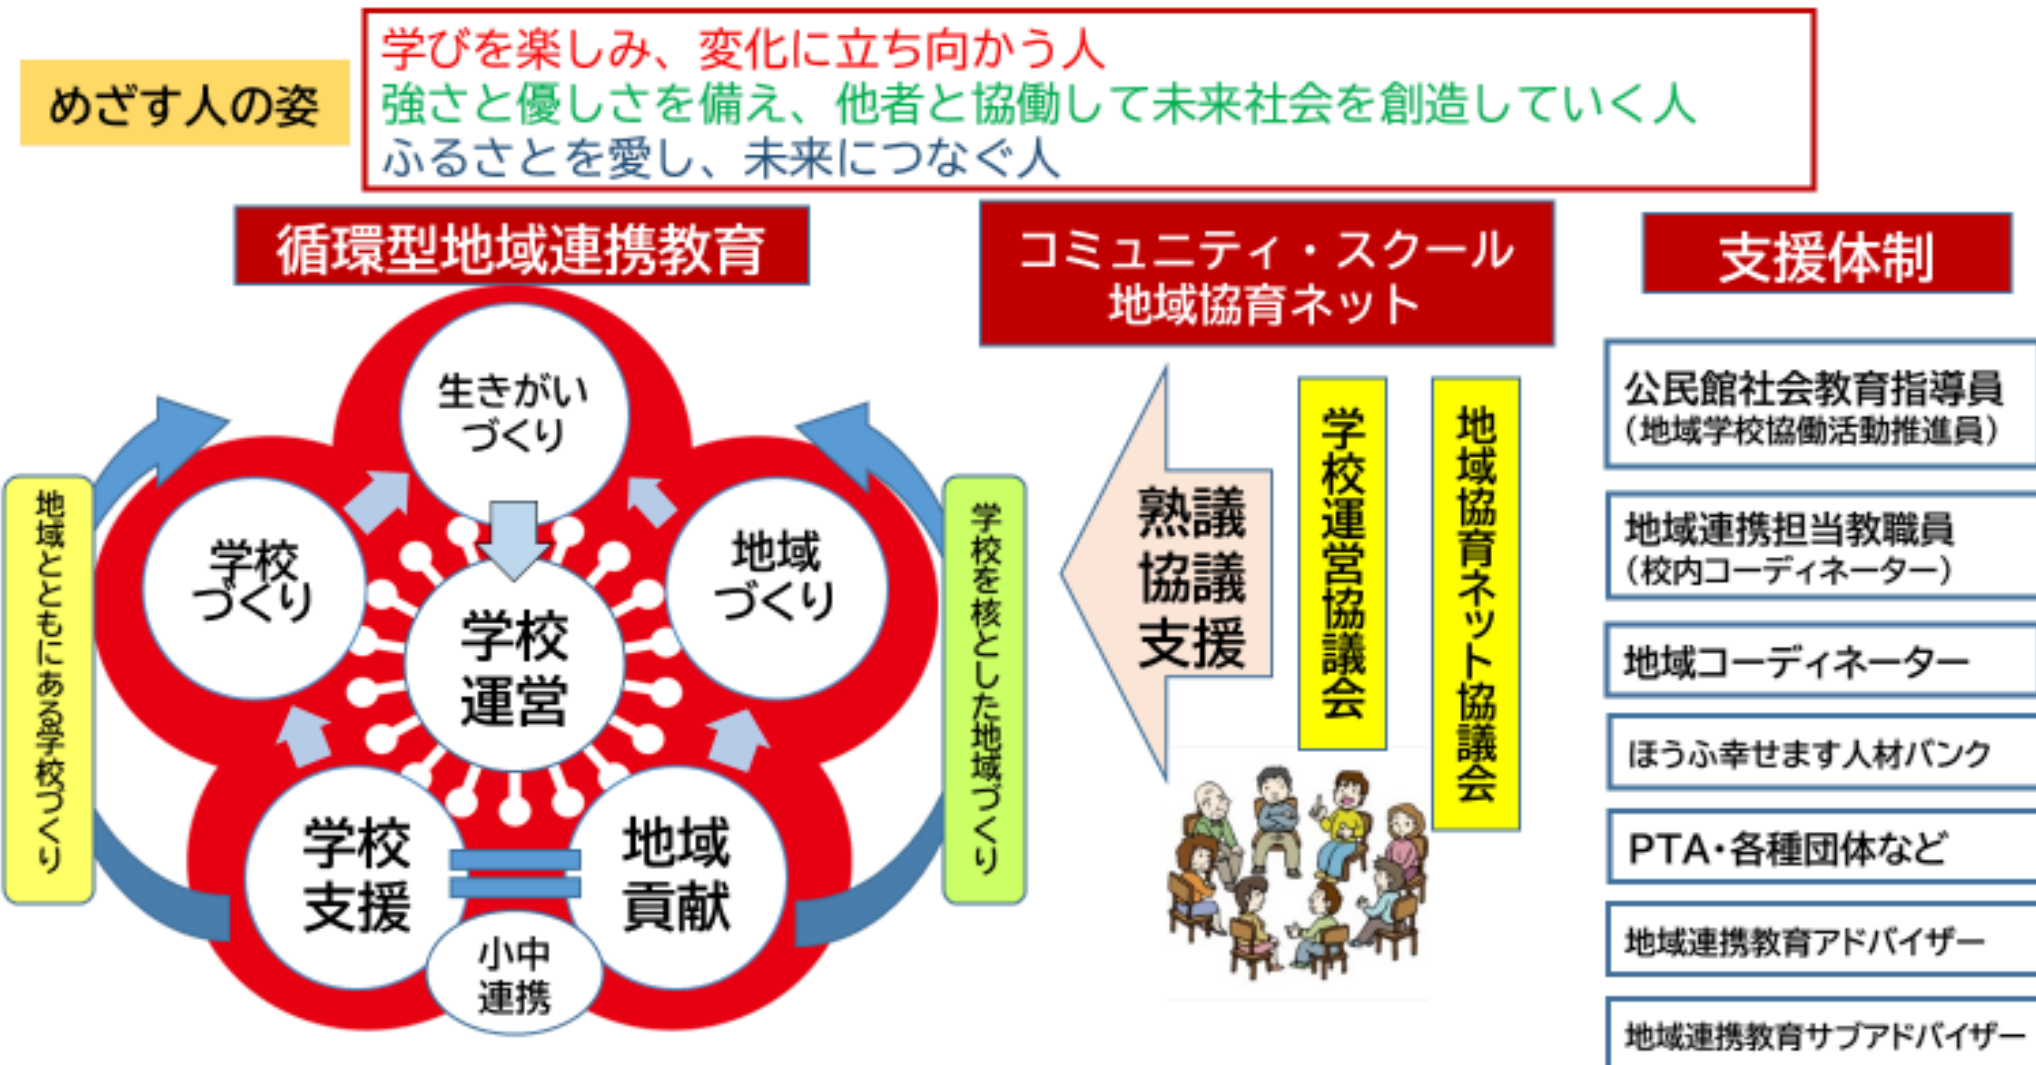 めざす人の姿
学びを楽しみ、変化に立ち向かう人
強さと優しさを備え、他者と協働して未来社会を創造していく人
ふるさとを愛し、未来につなぐ人
循環型地域連携教育
生きがい
づくり
学校
づくり
地域
づくり
学校
運営
学校
支援
地域
貢献
小中
連携
地域とともにある学校づくり
学校を核とした地域づくり
コミュニティ・スクール
地域協育ネット
熟議
協議
支援
学校運営協議会
地域協育ネット協議会
支援体制
公民館社会教育指導員
（地域学校協働活動推進員）
地域連携担当教職員
（校内コーディネーター）
地域コーディネーター
ほうふ幸せます人材バンク
PTA・各種団体など
地域連携教育アドバイザー
地域連携教育サブアドバイザー